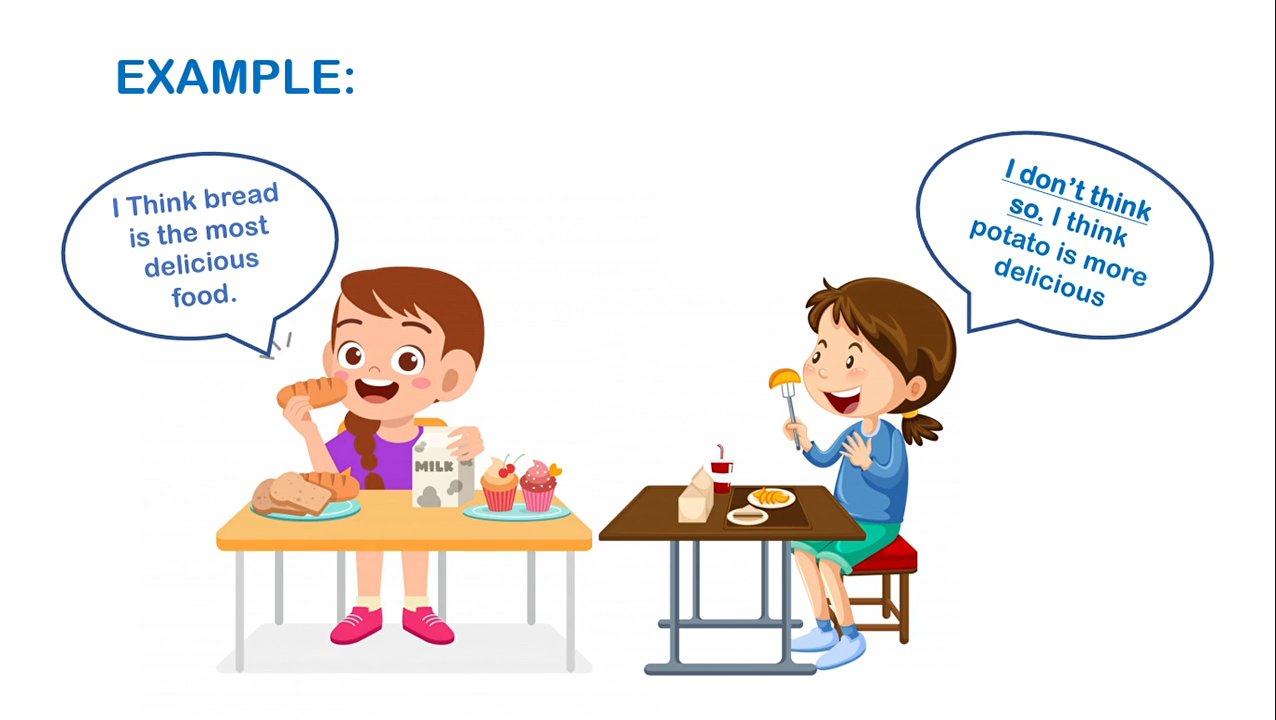 EXAMPLE:
I Think bread
is the most
delicious
food.
I don't think
so. I think
potato is more
delicious
MILK